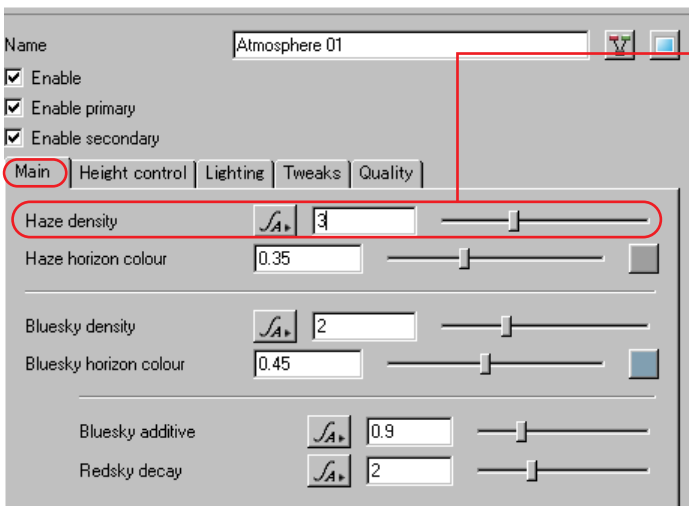 Name Atmosphere 01
Enable
Enable primary
Enable secondary
Main Height control Lighting Tweaks Quality
Haze density 3
Haze horizon colour 0.35
Bluesky density 2
Bluesky horizon colour 0.45
Bluesky additive 0.9
Redsky decay 2